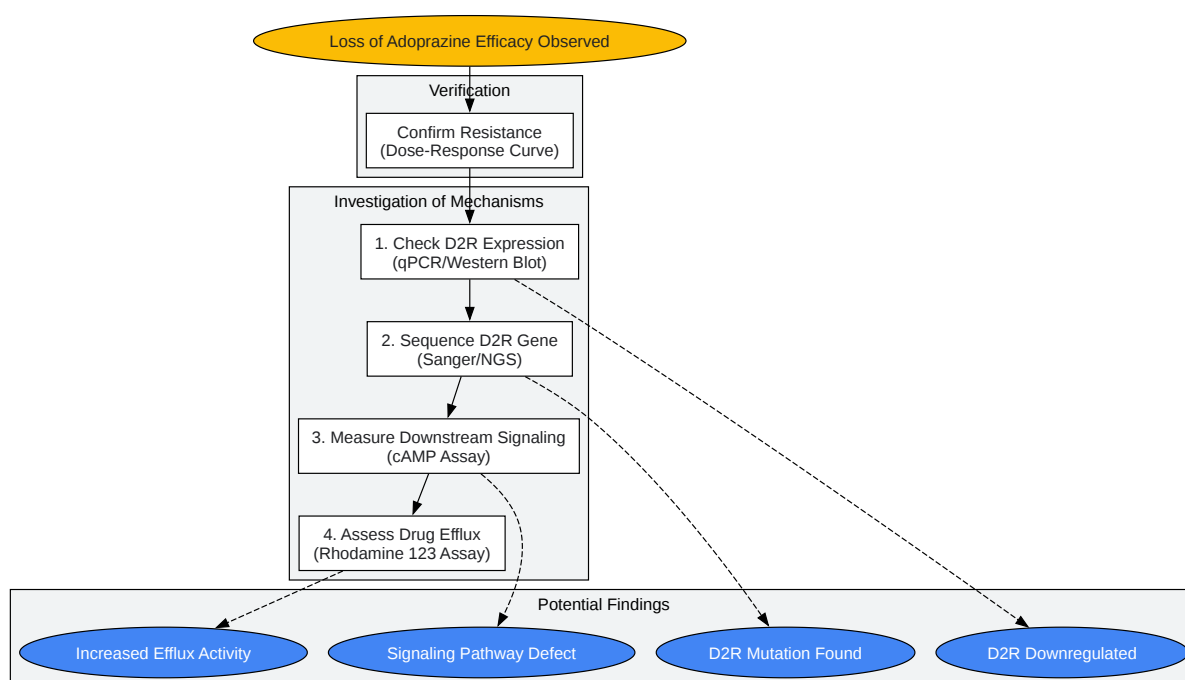 Loss of Adoprazine Efficacy Observed
Verification
Confirm Resistance
(Dose-Response Curve)
Investigation of Mechanisms
1. Check D2R Expression
(qPCR/Western Blot)
2. Sequence D2R Gene
(Sanger/NGS)
3. Measure Downstream Signaling
(cAMP Assay)
4. Assess Drug Efflux
(Rhodamine 123 Assay)
Potential Findings
Increased Efflux Activity
Signaling Pathway Defect
D2R Mutation Found
D2R Downregulated